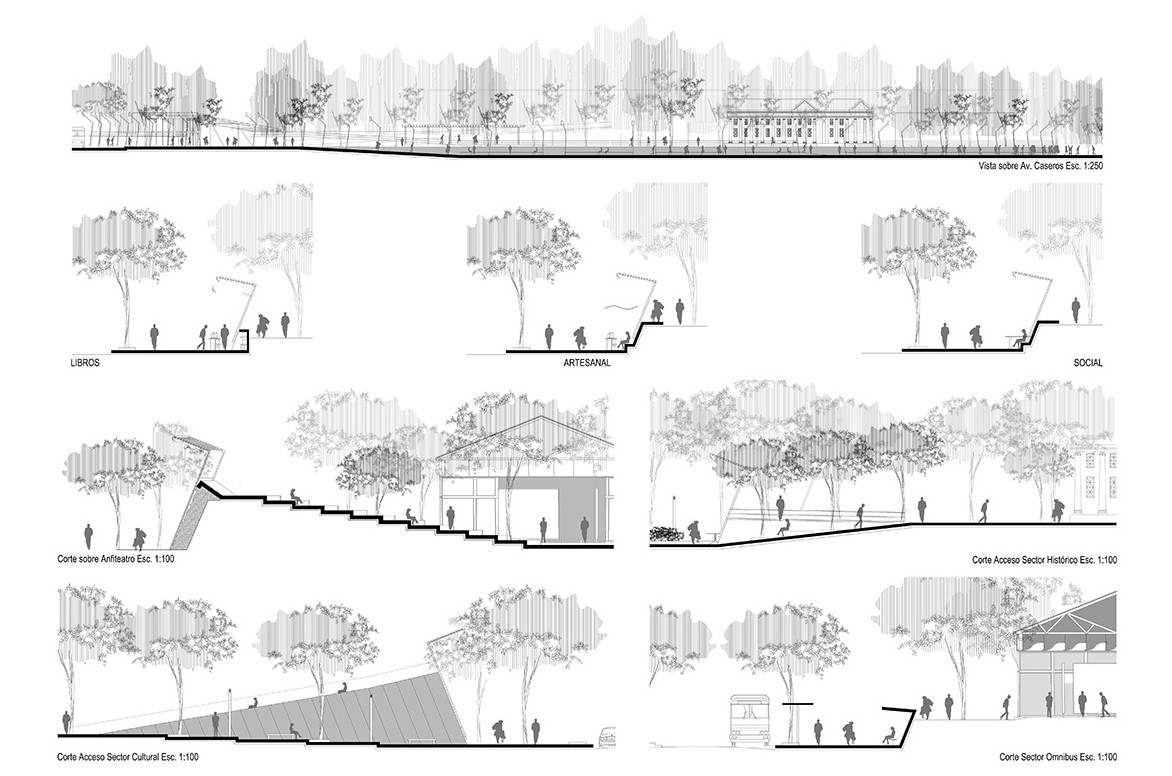 Vista sobre Av. Caseros Esc. 1:250
LIBROS
ARTESANAL
SOCIAL
Corte sobre Anfiteatro Esc. 1:100
Corte Acceso Sector Histórico Esc. 1:100
Corte Acceso Sector Cultural Esc. 1:100
Corte Sector Omnibus Esc. 1:100